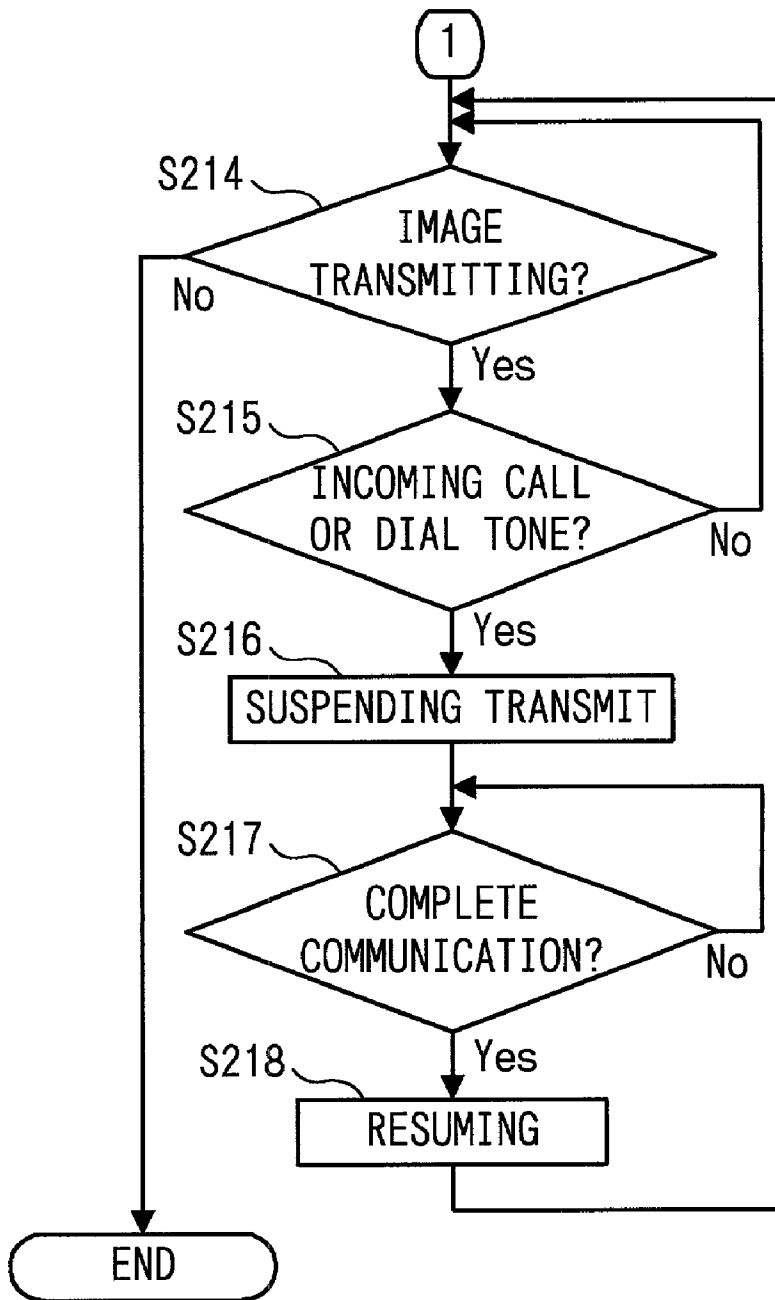 1
S214
IMAGE
TRANSMITTING?
No
Yes
S215
INCOMING CALL
OR DIAL TONE?
No
Yes
S216
SUSPENDING TRANSMIT
S217
COMPLETE
COMMUNICATION?
No
Yes
S218
RESUMING
END